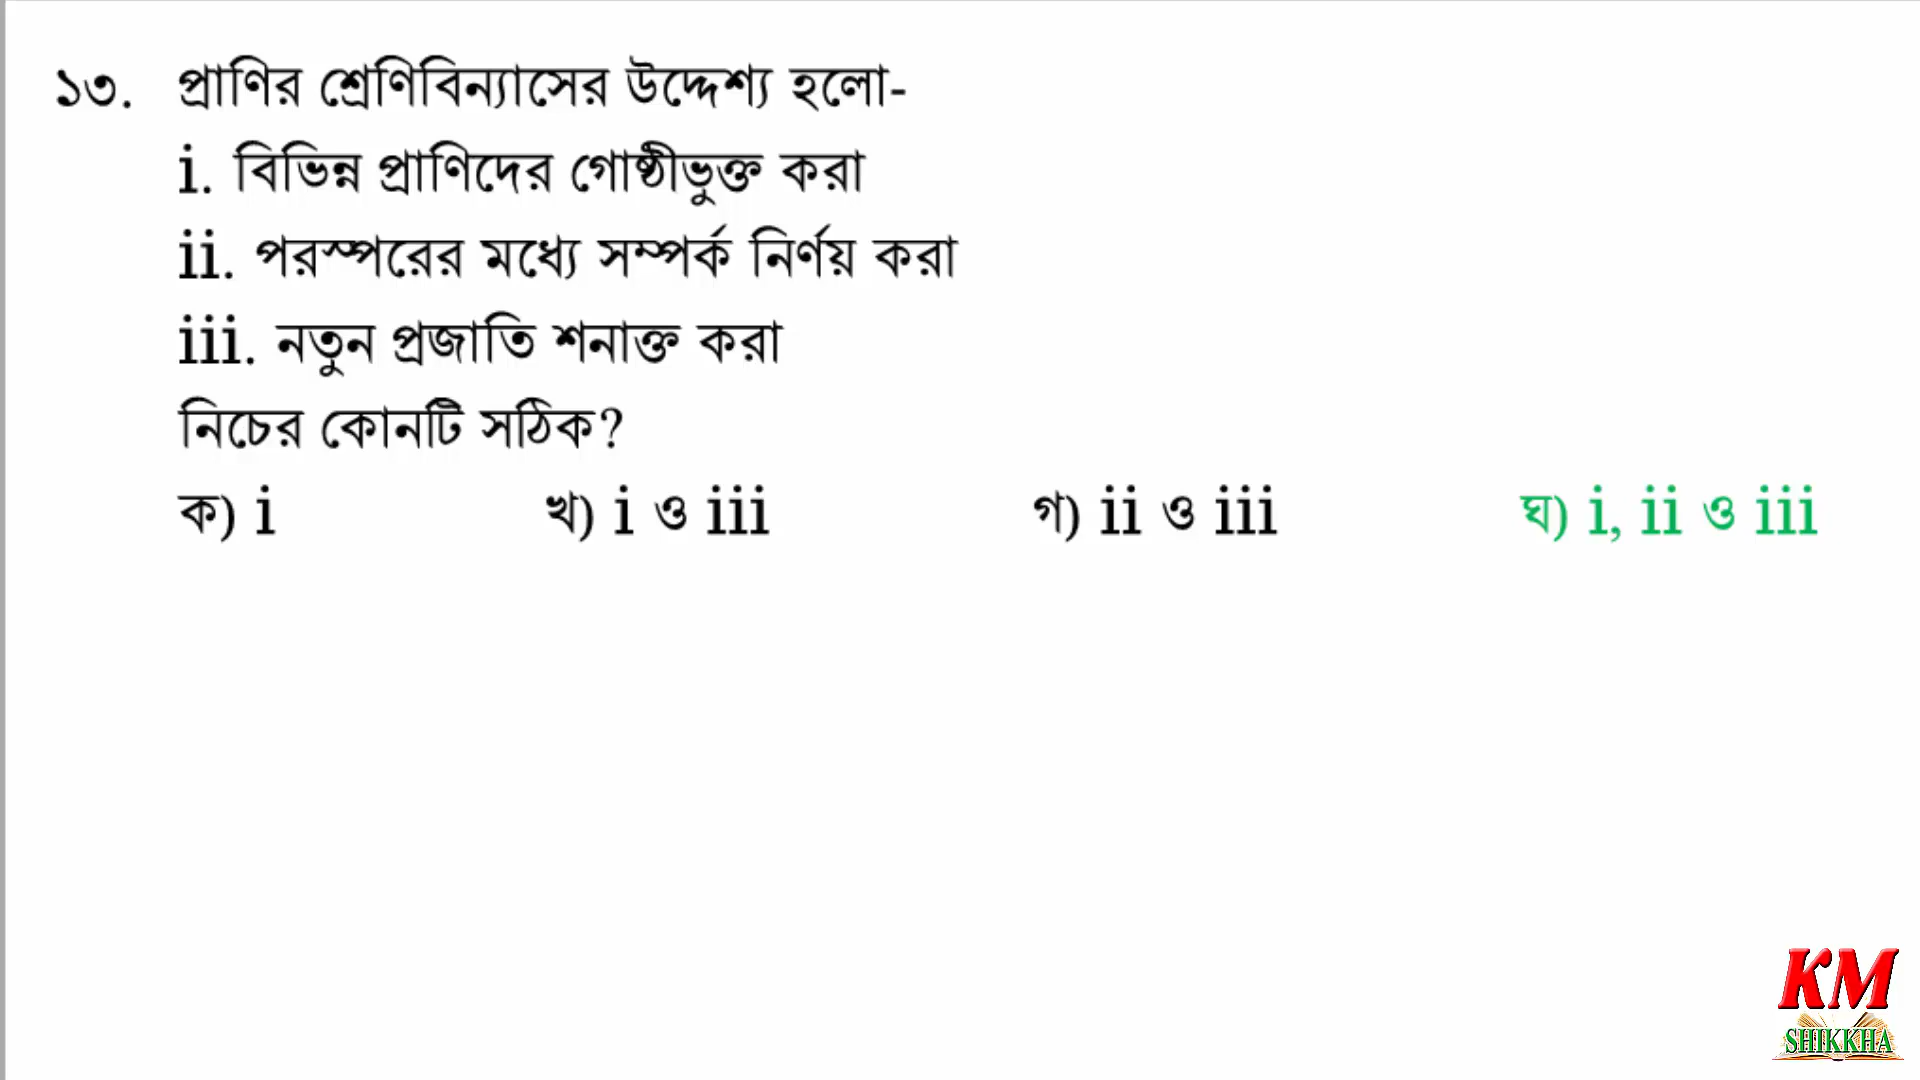 ১৩. প্রাণির শ্রেণিবিন্যাসের উদ্দেশ্য হলো-
i. বিভিন্ন প্রাণিদের গোষ্ঠীভুক্ত করা
ii. পরস্পরের মধ্যে সম্পর্ক নির্ণয় করা
iii. নতুন প্রজাতি শনাক্ত করা
নিচের কোনটি সঠিক?
ক) i খ) i ও iii গ) ii ও iii ঘ) i, ii ও iii
KM
SHIKKHA